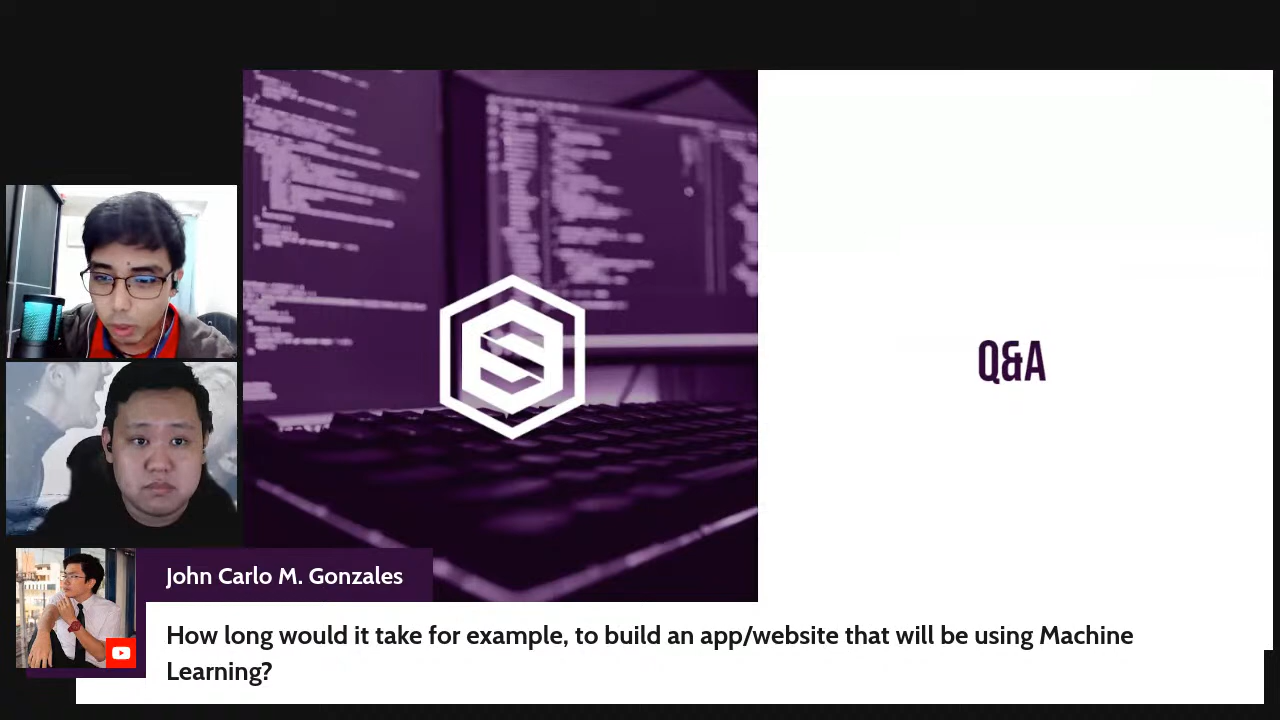 Q&A
John Carlo M. Gonzales
How long would it take for example, to build an app/website that will be using Machine
Learning?